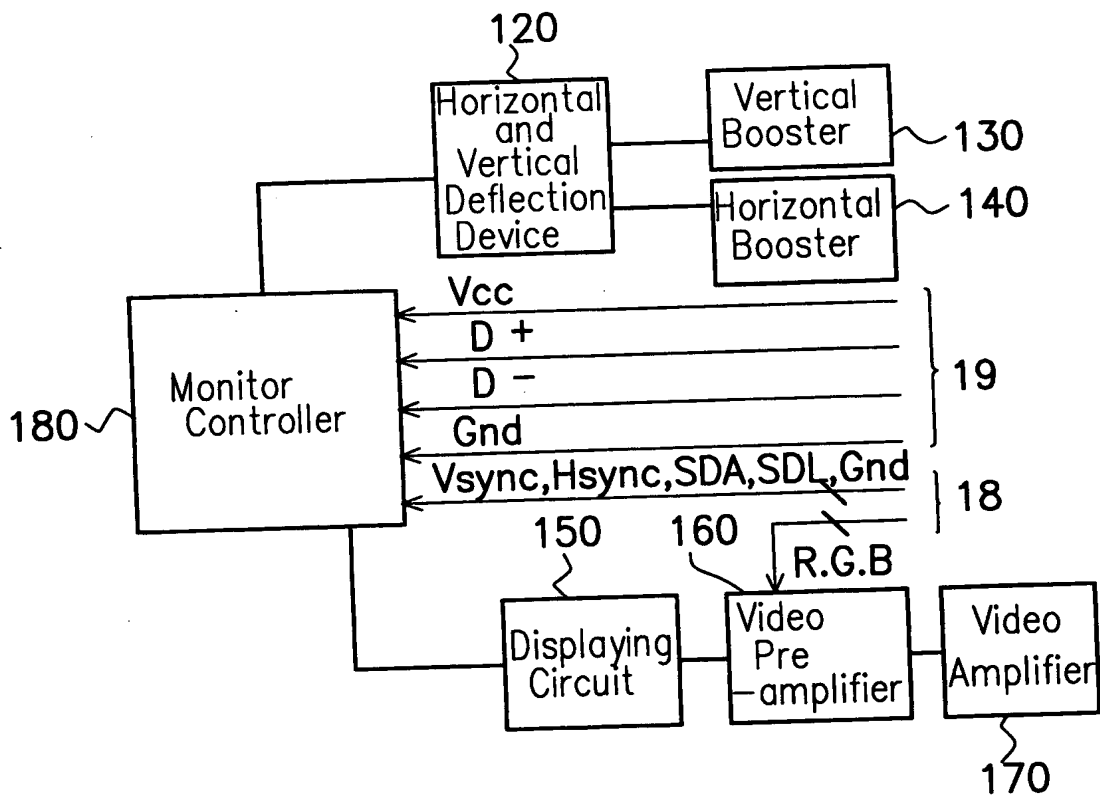 120
Horizontal
and
Vertical
Deflection
Device
Vertical
Booster
130
Horizontal
Booster
140
Vcc
D +
D -
Gnd
19
Monitor
Controller
180
Vsync,Hsync,SDA,SDL,Gnd
18
R.G.B
150
160
Displaying
Circuit
Video
Pre
-amplifier
Video
Amplifier
170